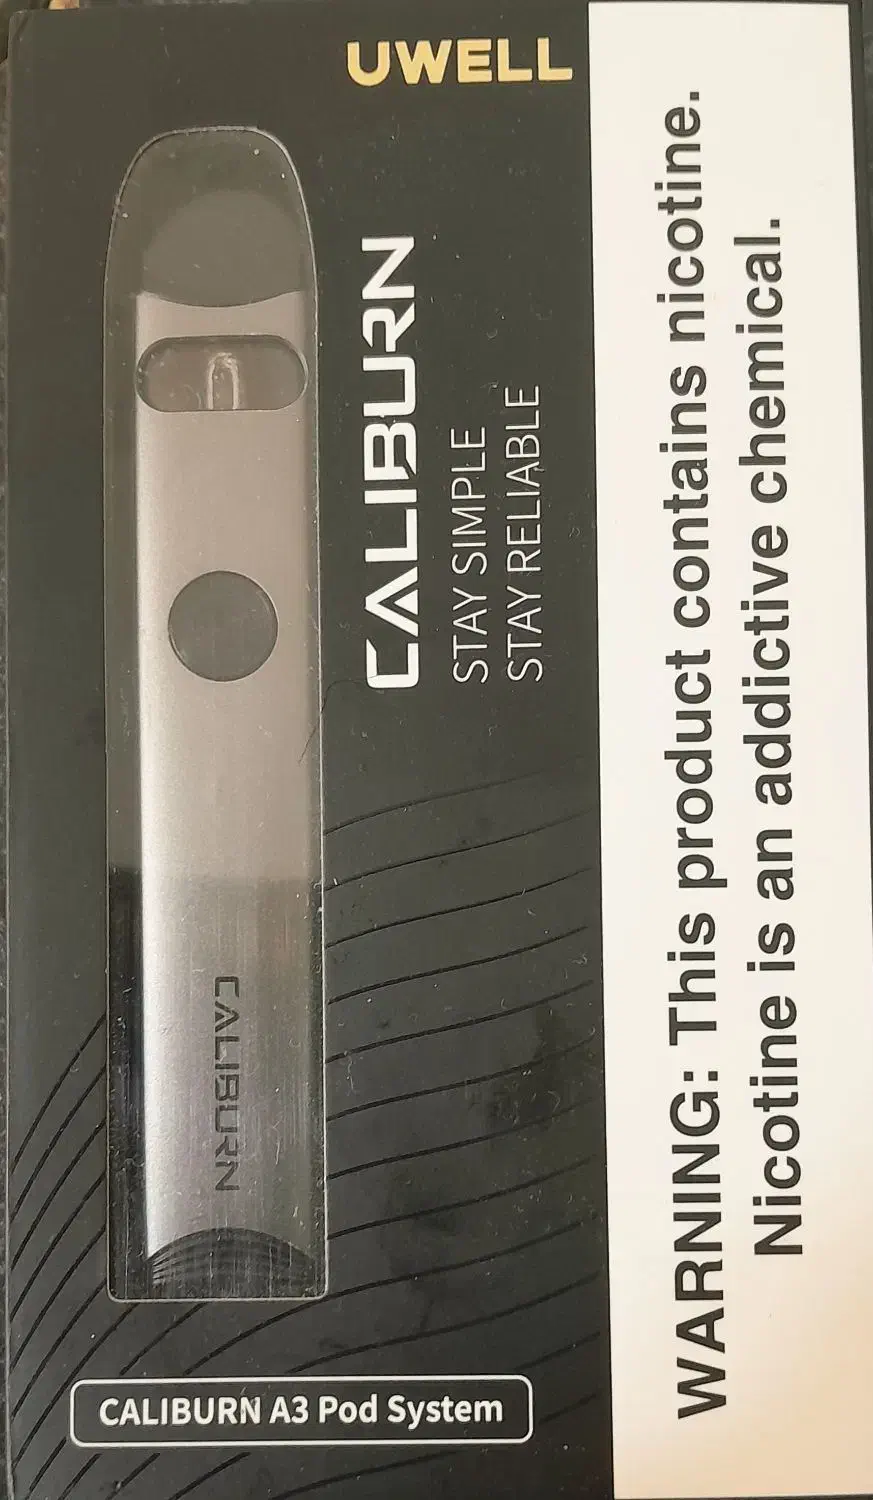 UWELL
CALIBURN
STAY SIMPLE
STAY RELIABLE
CALIBURN
CALIBURN A3 Pod System
WARNING: This product contains nicotine.
Nicotine is an addictive chemical.